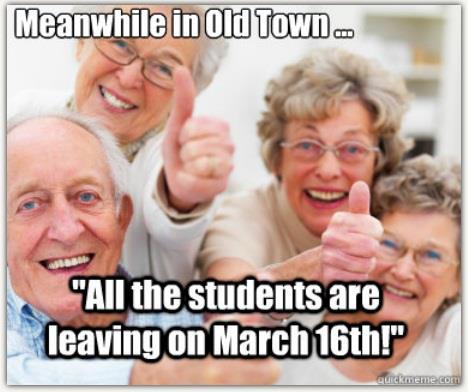 Meanwhile in Old Town ...
"All the students are
leaving on March 16th!"
quickmeme.com